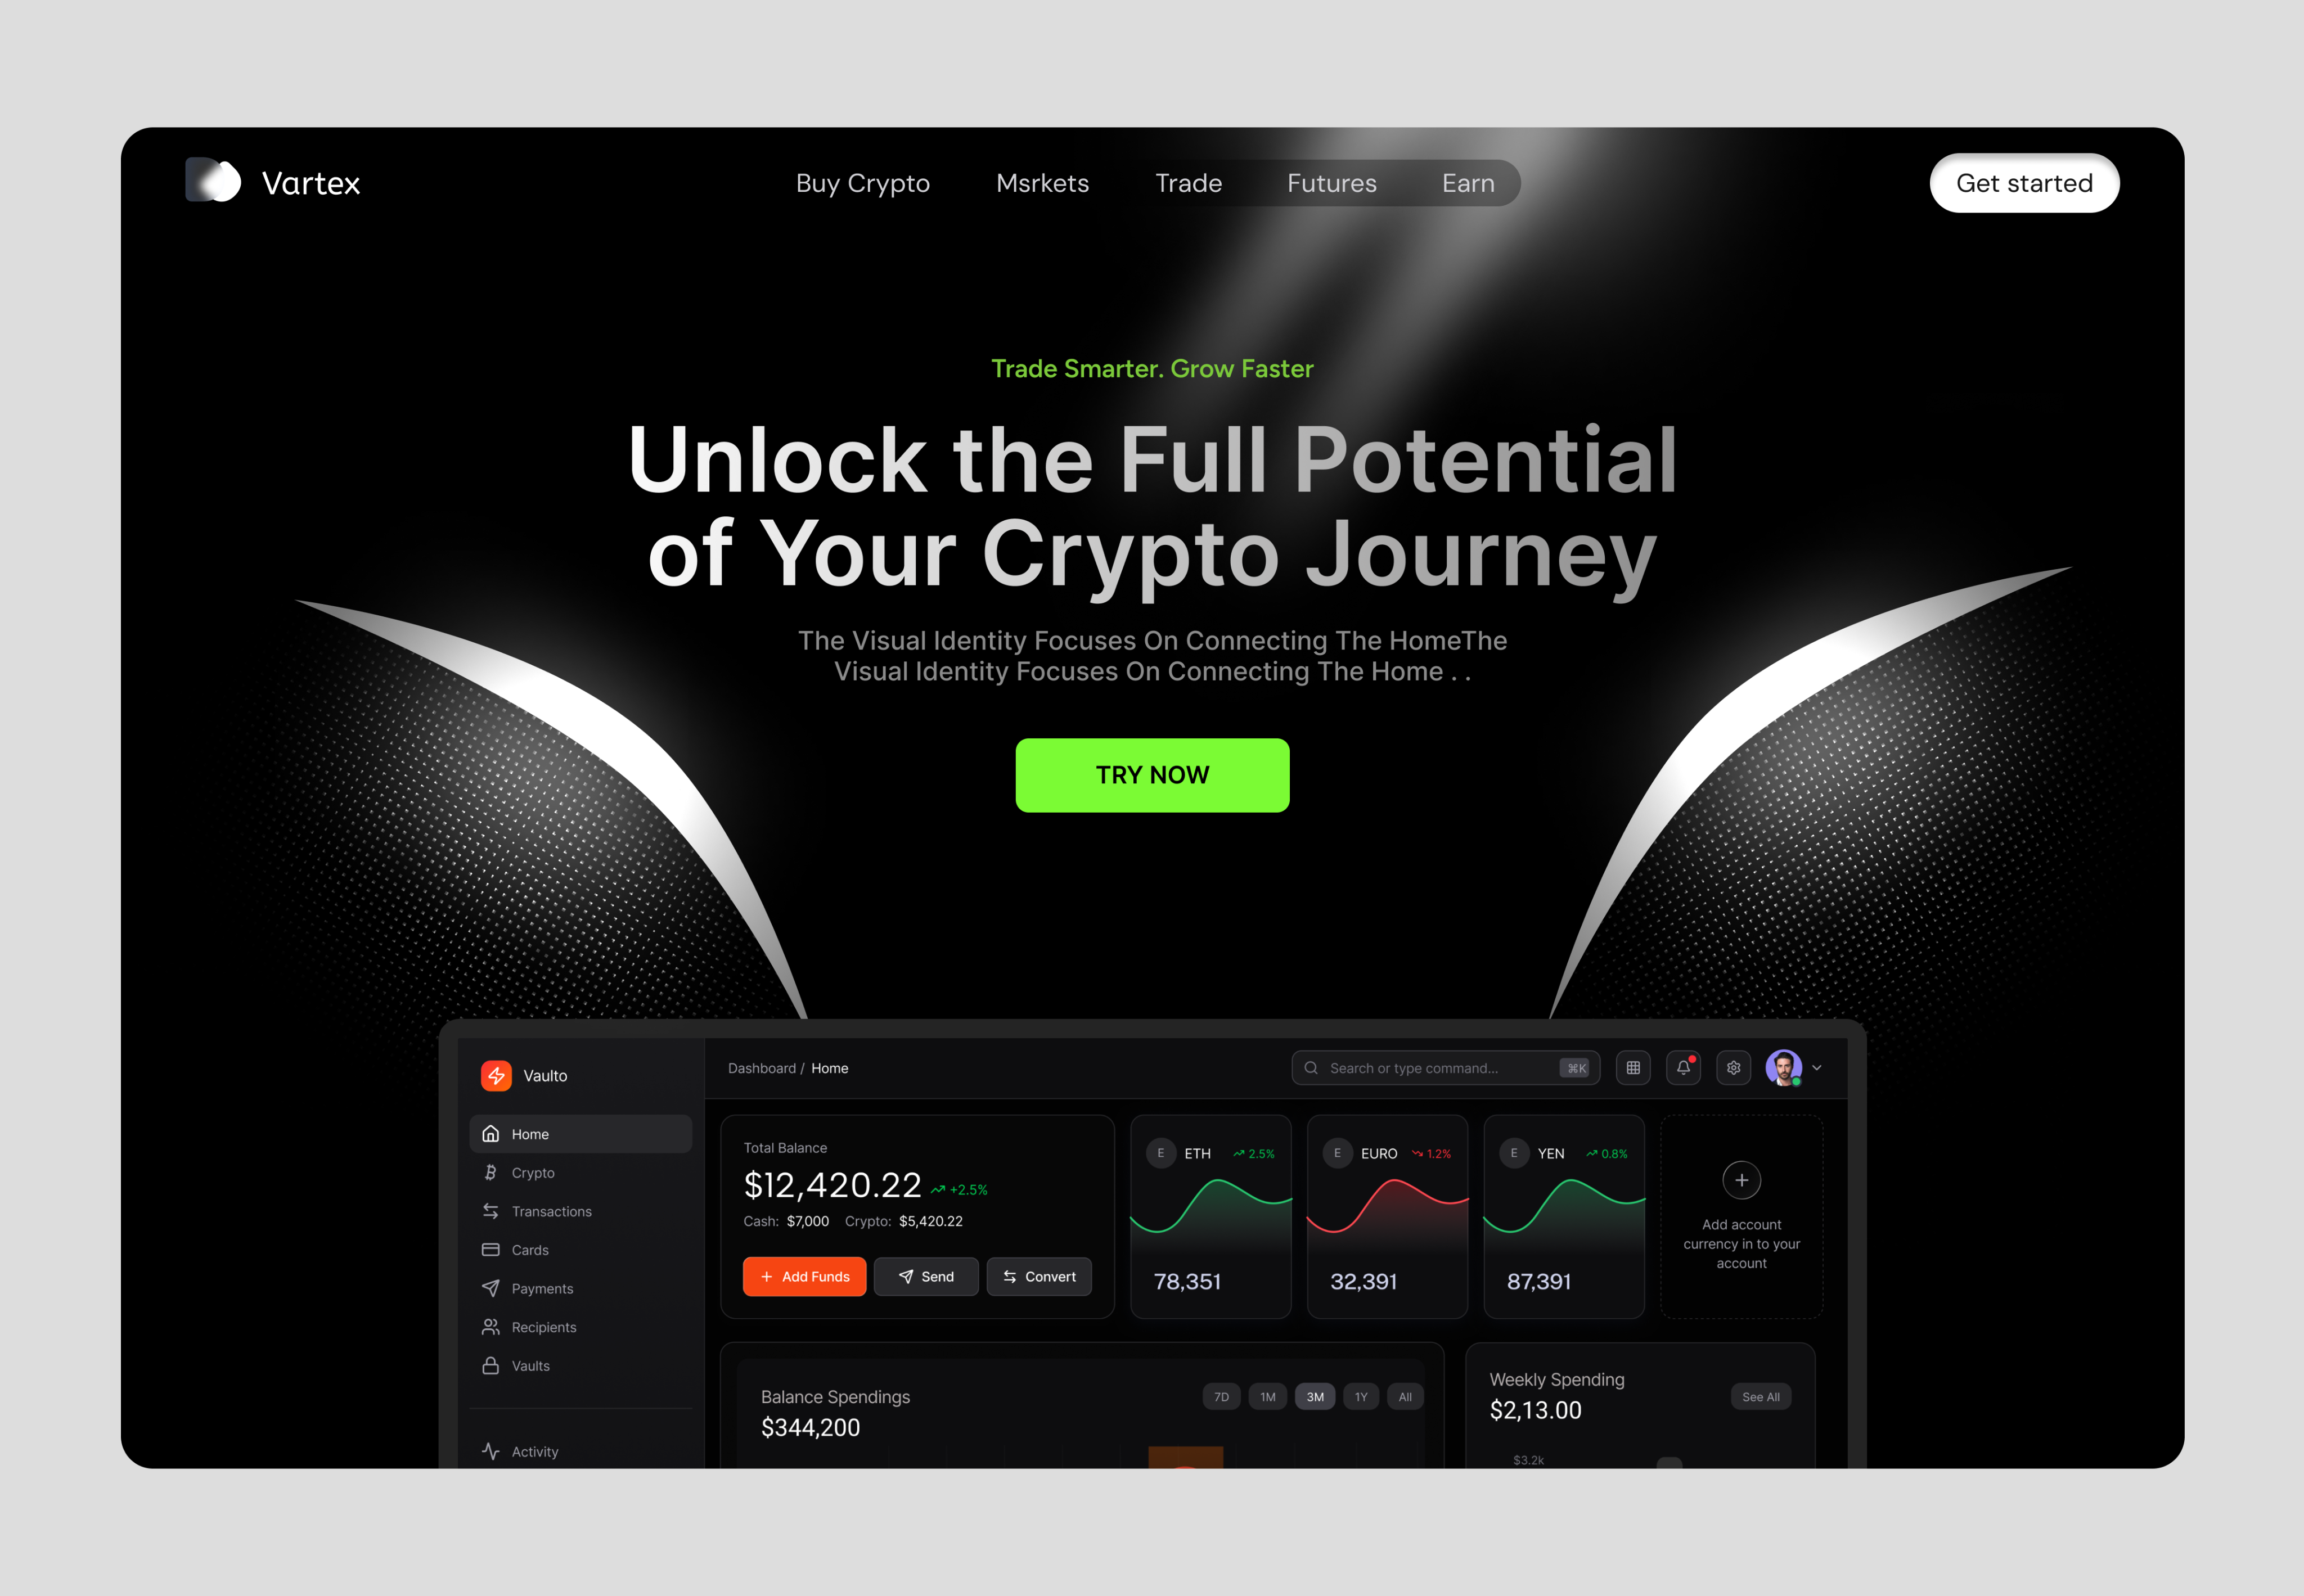 Vartex
Buy Crypto
Msrkets
Trade
Futures
Earn
Get started
Trade Smarter. Grow Faster
Unlock the Full Potential
of Your Crypto Journey
The Visual Identity Focuses On Connecting The HomeThe
Visual Identity Focuses On Connecting The Home . .
TRY NOW
Vaulto
Home
Crypto
Transactions
Cards
Payments
Recipients
Vaults
Activity
Dashboard / Home
Search or type command...
⌘K
Total Balance
$12,420.22 +2.5%
Cash: $7,000 Crypto: $5,420.22
+ Add Funds
Send
Convert
E ETH 2.5%
78,351
E EURO 1.2%
32,391
E YEN 0.8%
87,391
Add account
currency in to your
account
Balance Spendings
$344,200
7D
1M
3M
1Y
All
Weekly Spending
$2,13.00
See All
$3.2k